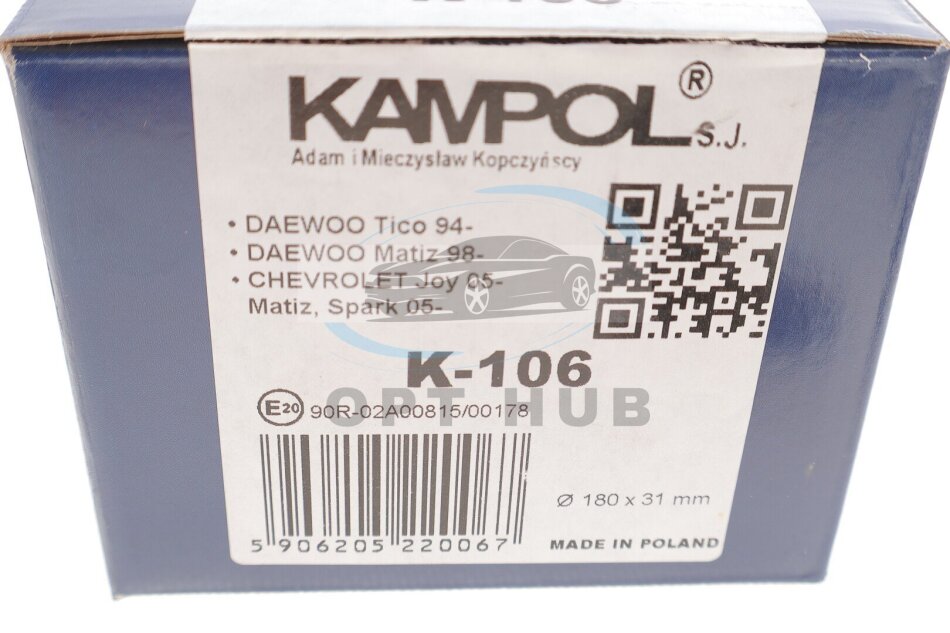 K-106
KAMPOL® S.J.
Adam i Mieczysław Kopczyńscy
• DAEWOO Tico 94-
• DAEWOO Matiz 98-
• CHEVROLET Joy 05-
Matiz, Spark 05-
K-106
OPT HUB
E20 90R-02A00815/00178
5 906205 220067
Ø 180 x 31 mm
MADE IN POLAND